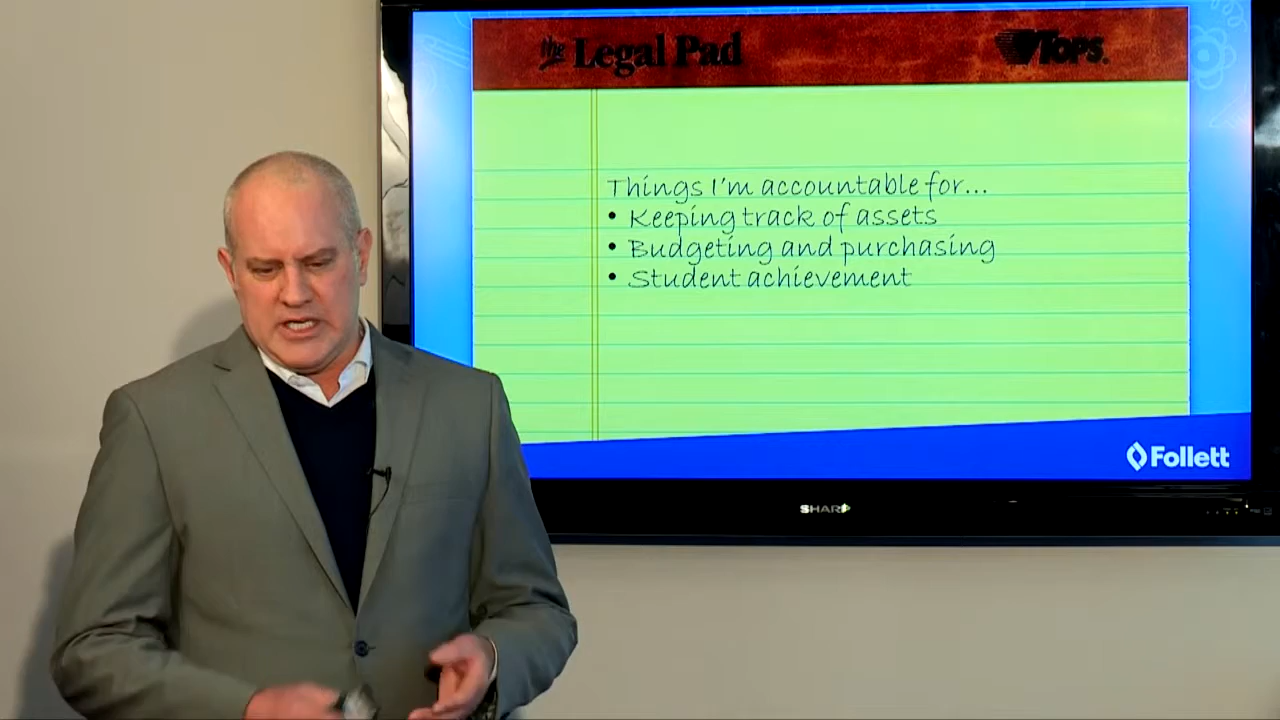 the Legal Pad
TOPS®
Things I'm accountable for...
• Keeping track of assets
• Budgeting and purchasing
• Student achievement
Follett
SHARP